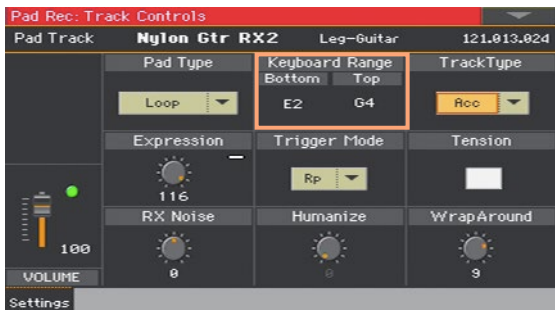 Pad Rec: Track Controls
Pad Track Nylon Gtr RX2 Leg-Guitar 121.013.024
Pad Type Keyboard Range TrackType
Bottom Top
Loop E2 G4 Acc
Expression Trigger Mode Tension
Rp
116
RX Noise Humanize WrapAround
100
VOLUME 0 0 9
Settings